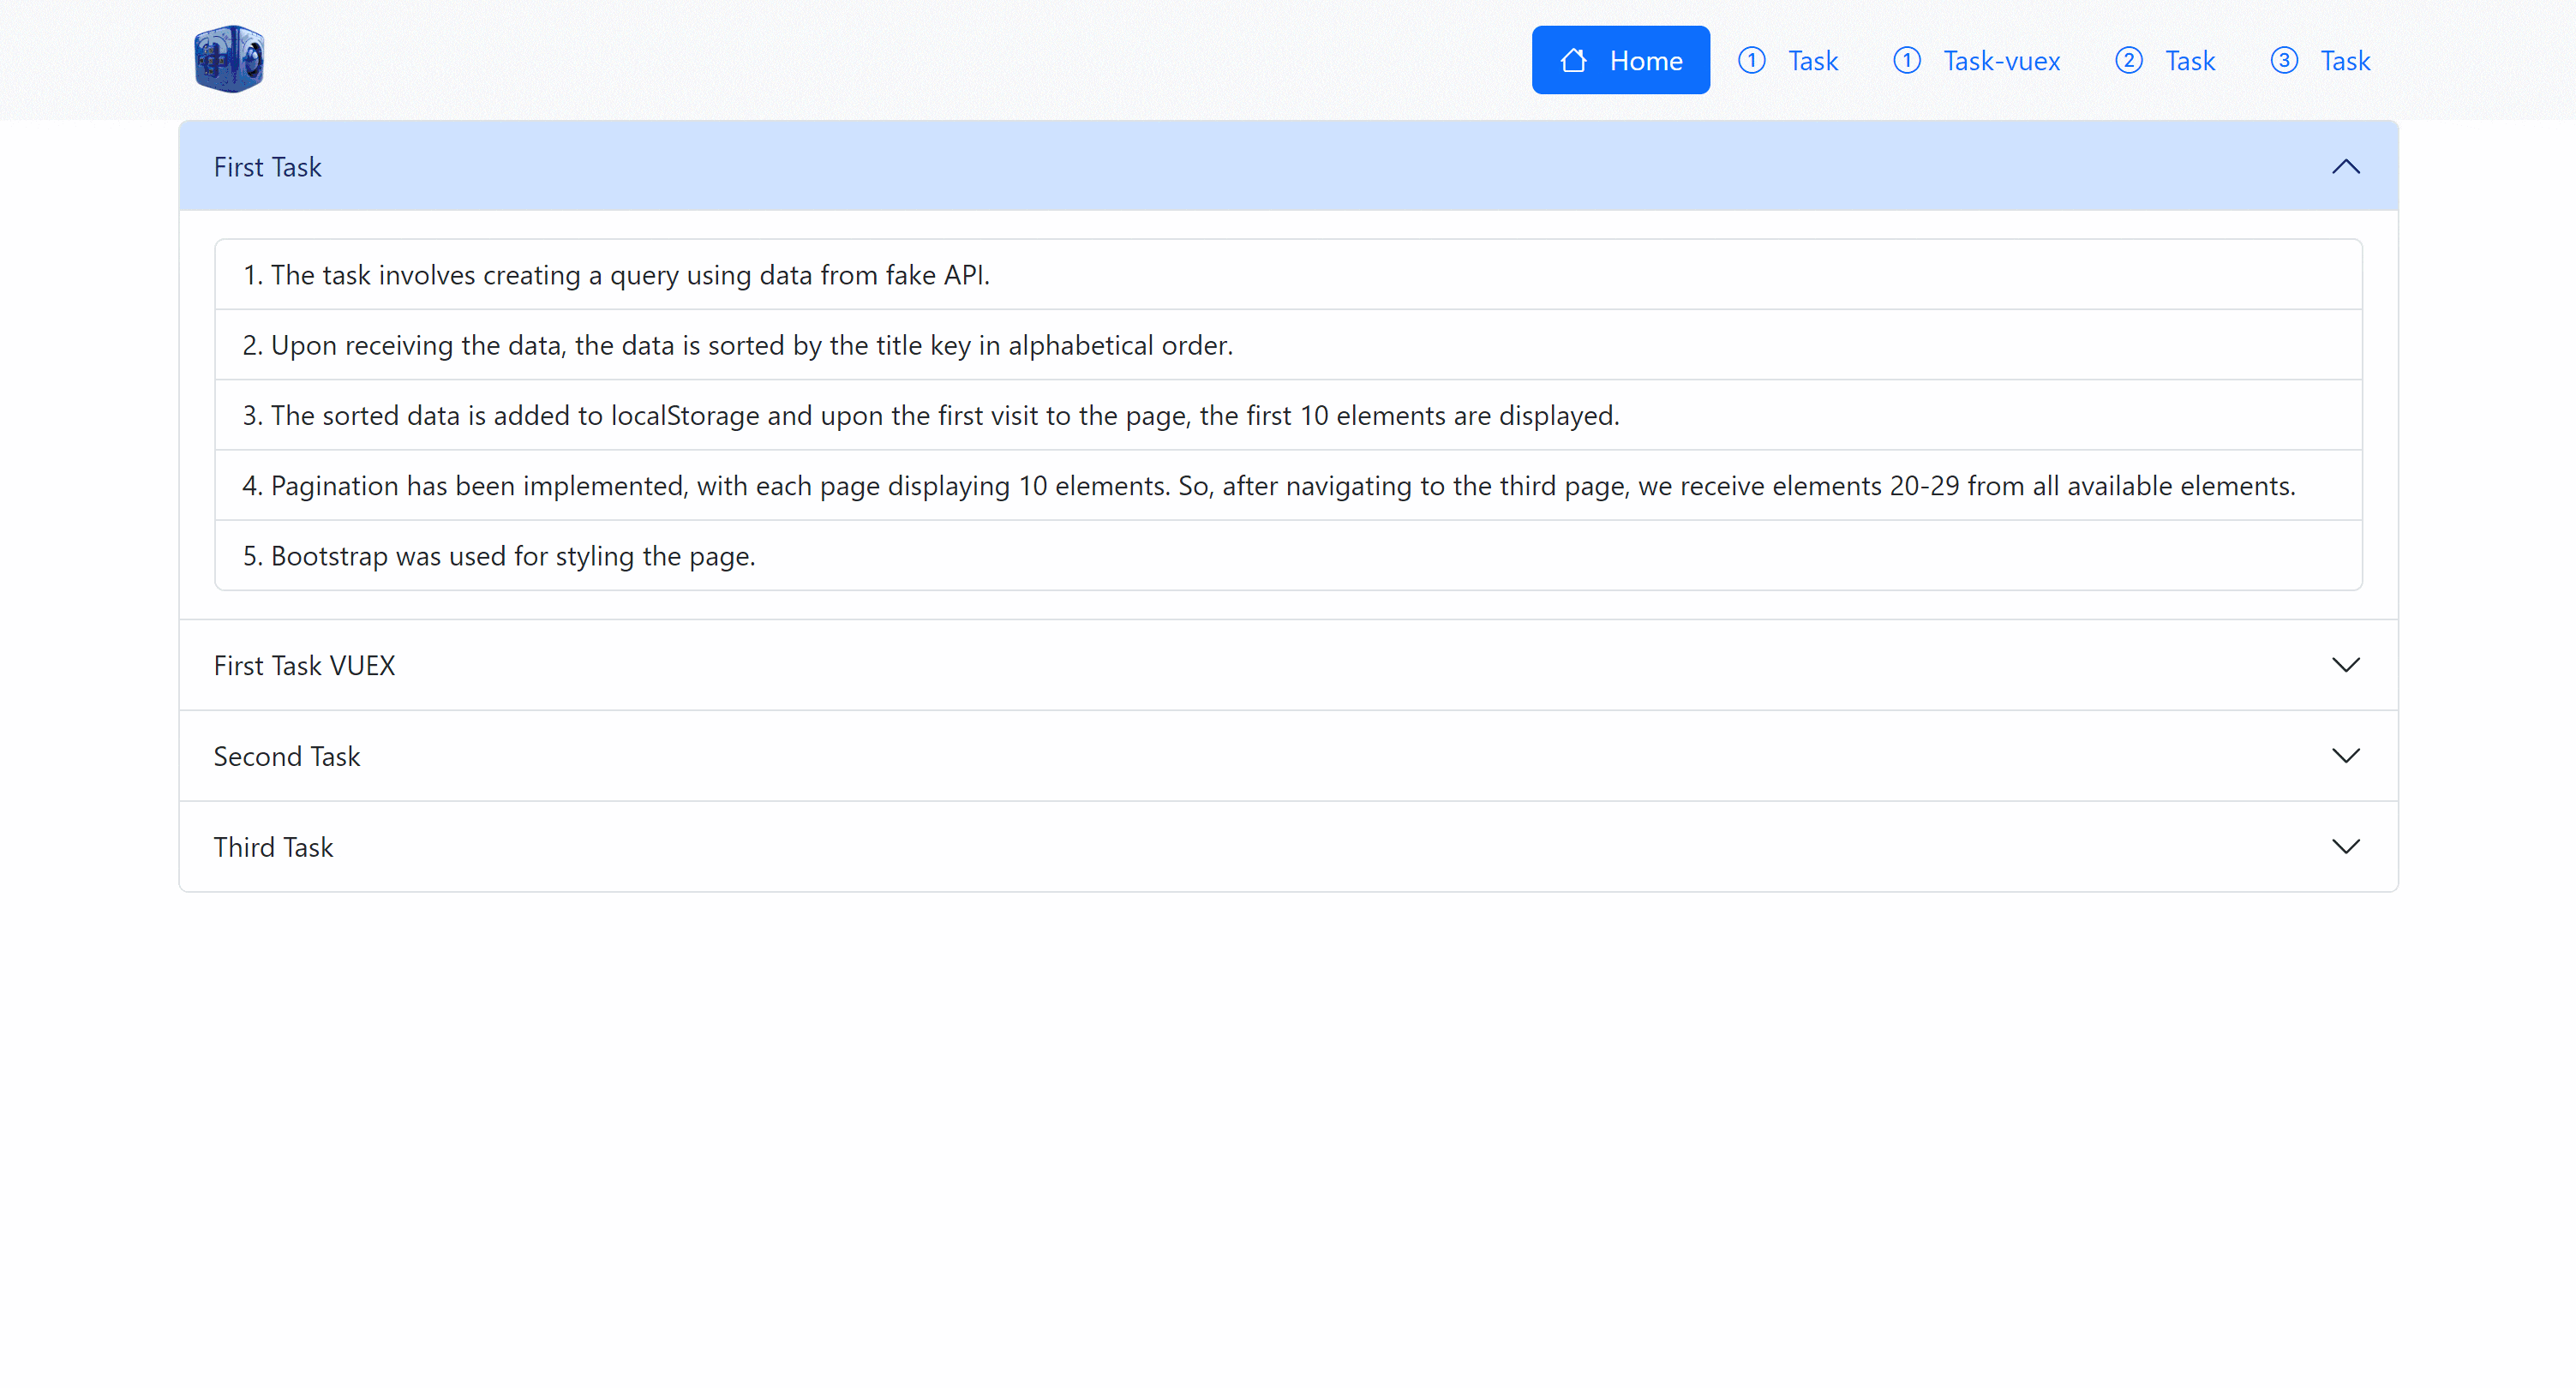 Home
1 Task
1 Task-vuex
2 Task
3 Task
First Task
1. The task involves creating a query using data from fake API.
2. Upon receiving the data, the data is sorted by the title key in alphabetical order.
3. The sorted data is added to localStorage and upon the first visit to the page, the first 10 elements are displayed.
4. Pagination has been implemented, with each page displaying 10 elements. So, after navigating to the third page, we receive elements 20-29 from all available elements.
5. Bootstrap was used for styling the page.
First Task VUEX
Second Task
Third Task